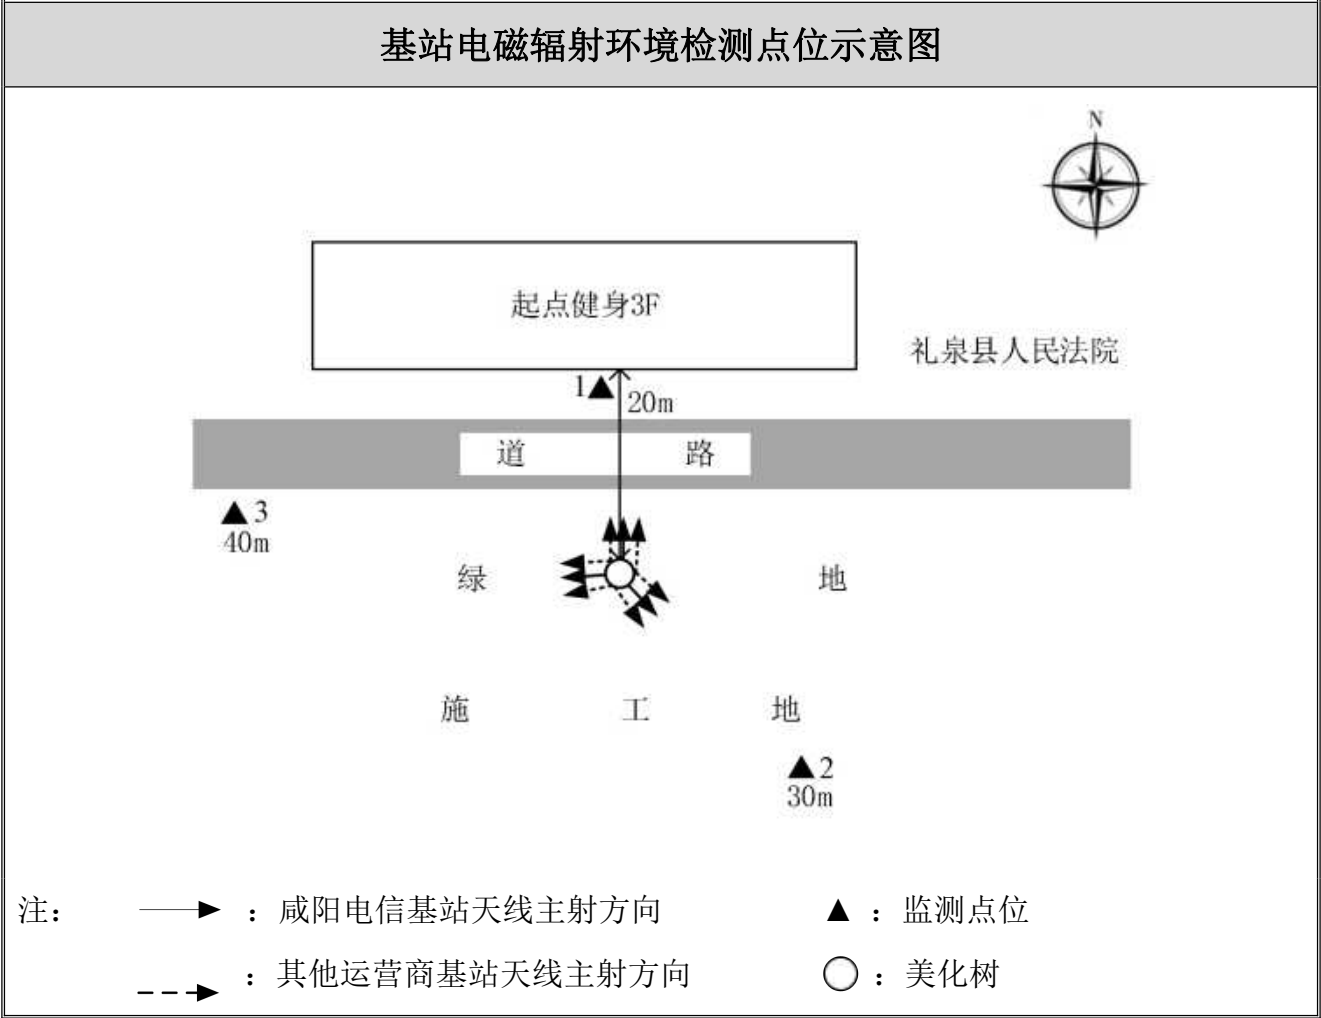 基站电磁辐射环境检测点位示意图
N
起点健身3F
礼泉县人民法院
1
20m
道 路
3
40m
绿 地
施 工 地
2
30m
注： ：咸阳电信基站天线主射方向 ▲ ：监测点位
：其他运营商基站天线主射方向 ：美化树